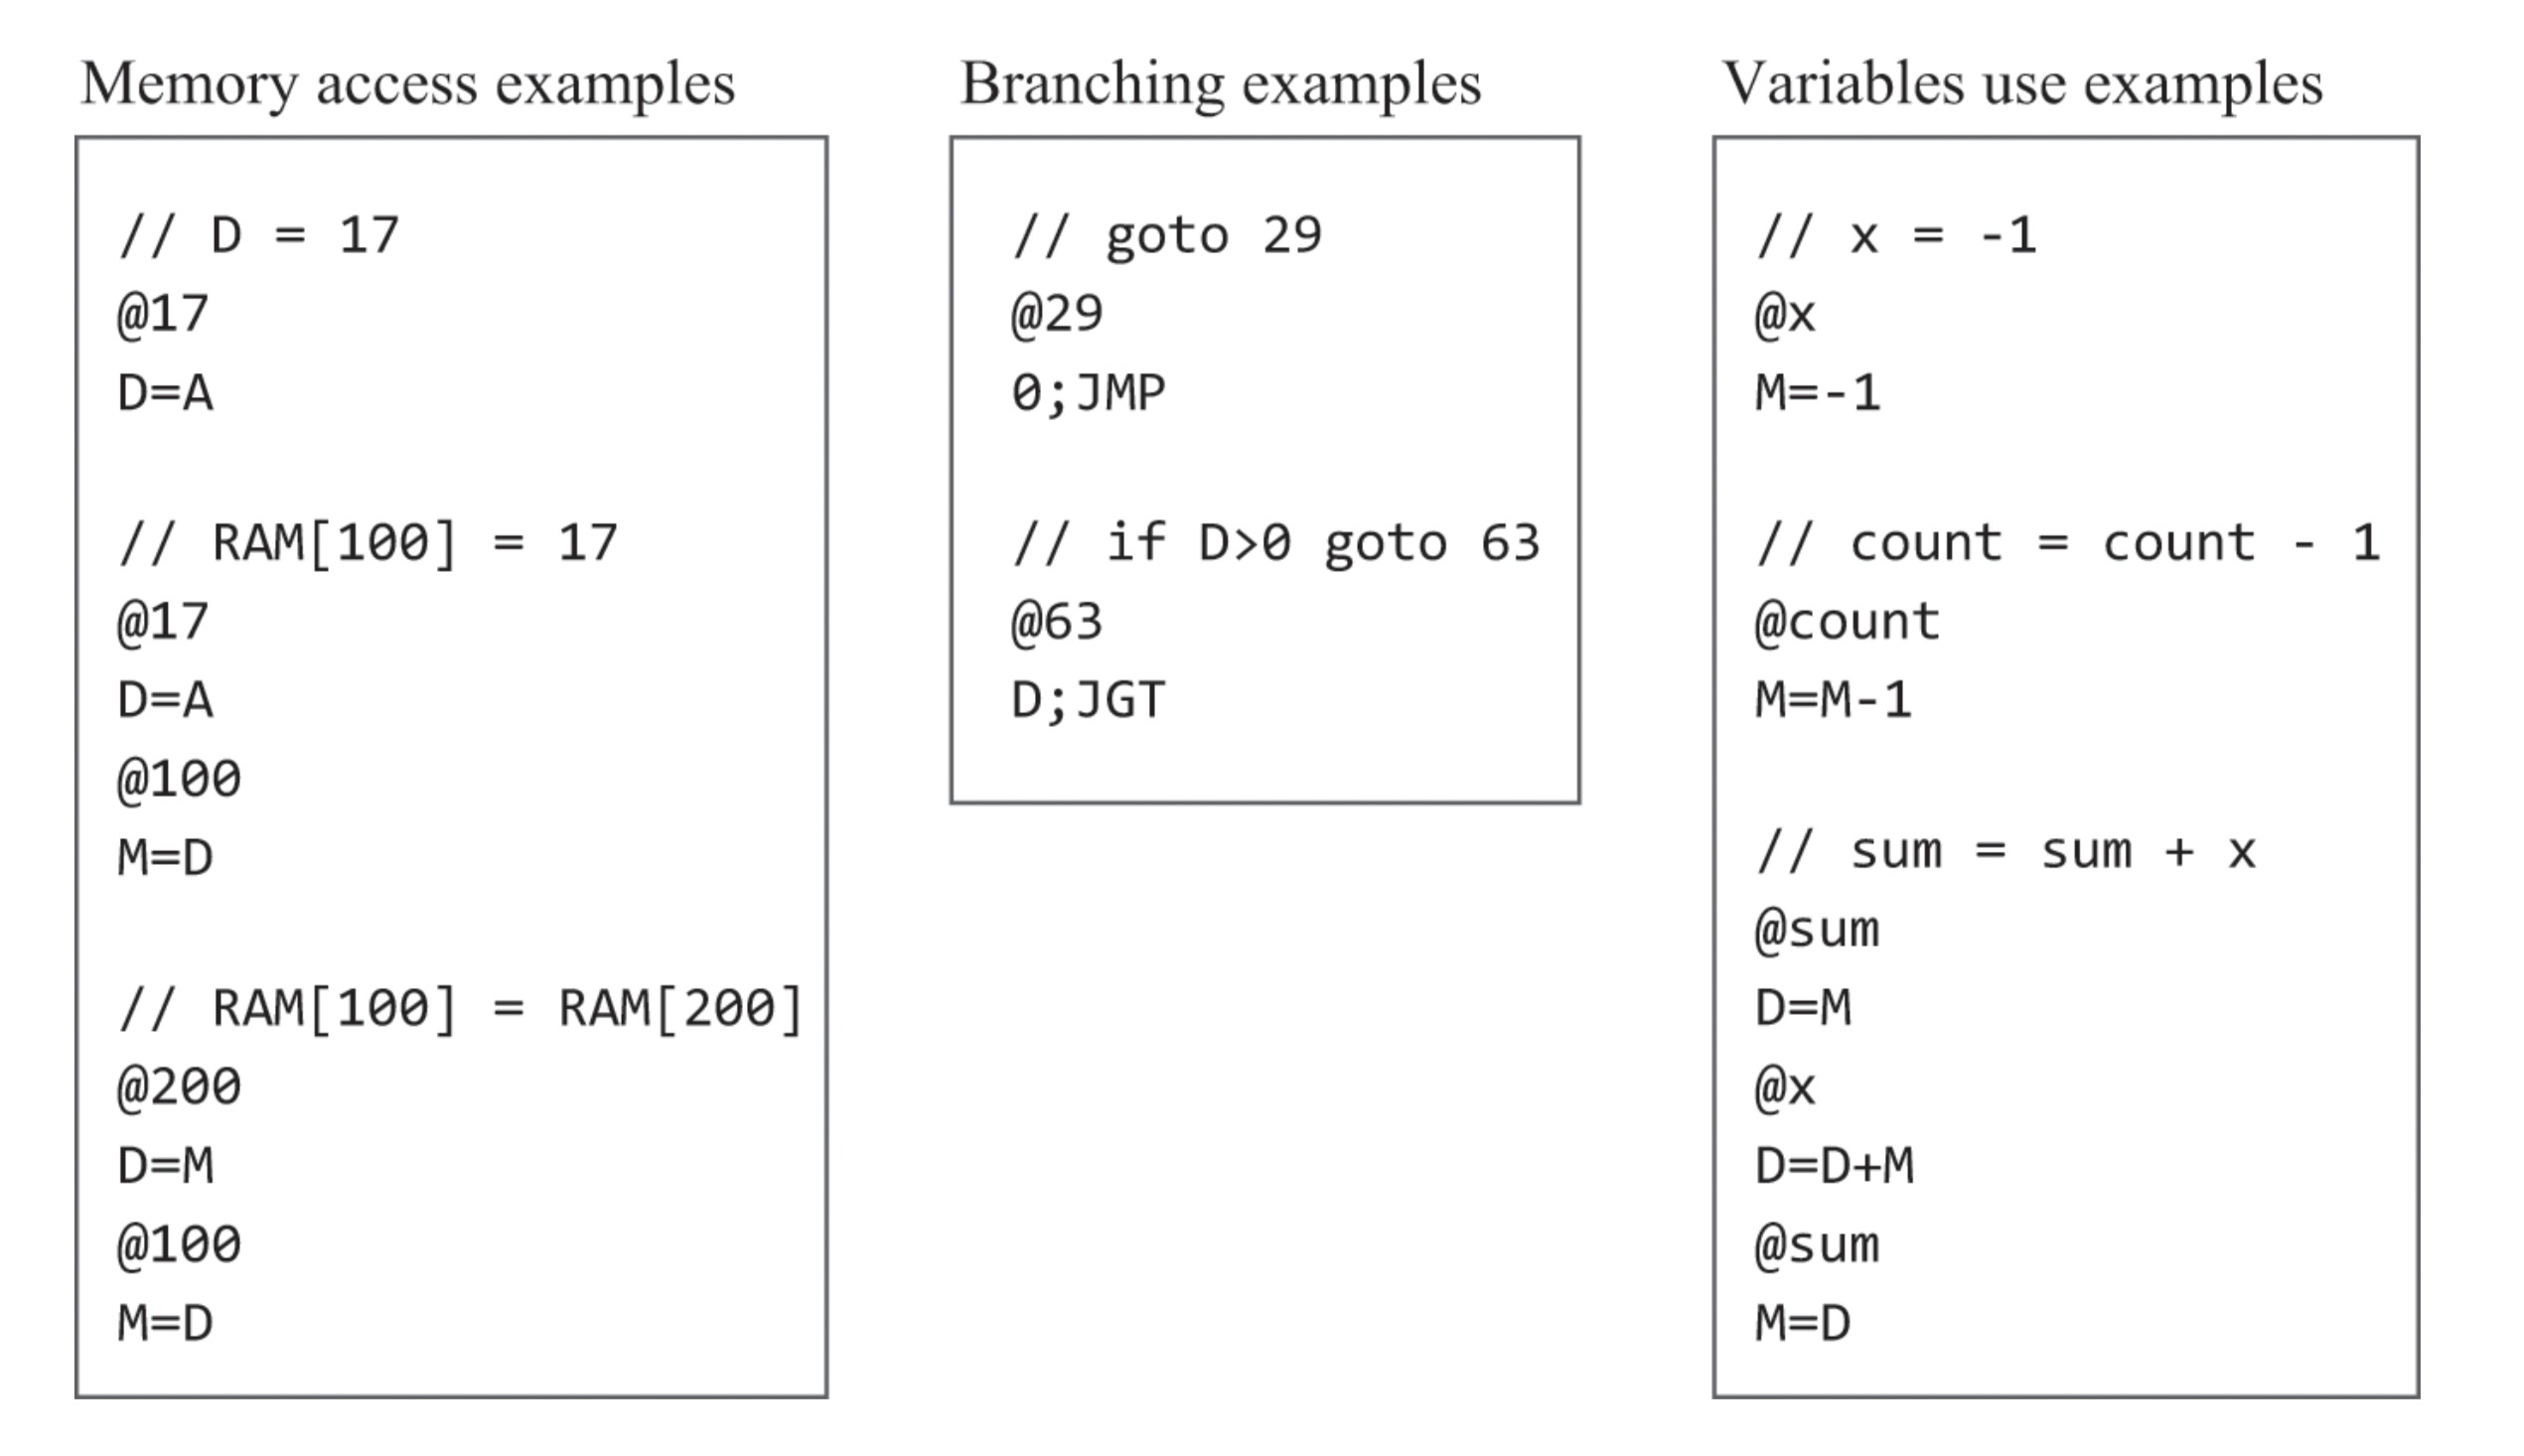 Memory access examples
// D = 17
@17
D=A
// RAM[100] = 17
@17
D=A
@100
M=D
// RAM[100] = RAM[200]
@200
D=M
@100
M=D
Branching examples
// goto 29
@29
0;JMP
// if D>0 goto 63
@63
D;JGT
Variables use examples
// x = -1
@x
M=-1
// count = count - 1
@count
M=M-1
// sum = sum + x
@sum
D=M
@x
D=D+M
@sum
M=D